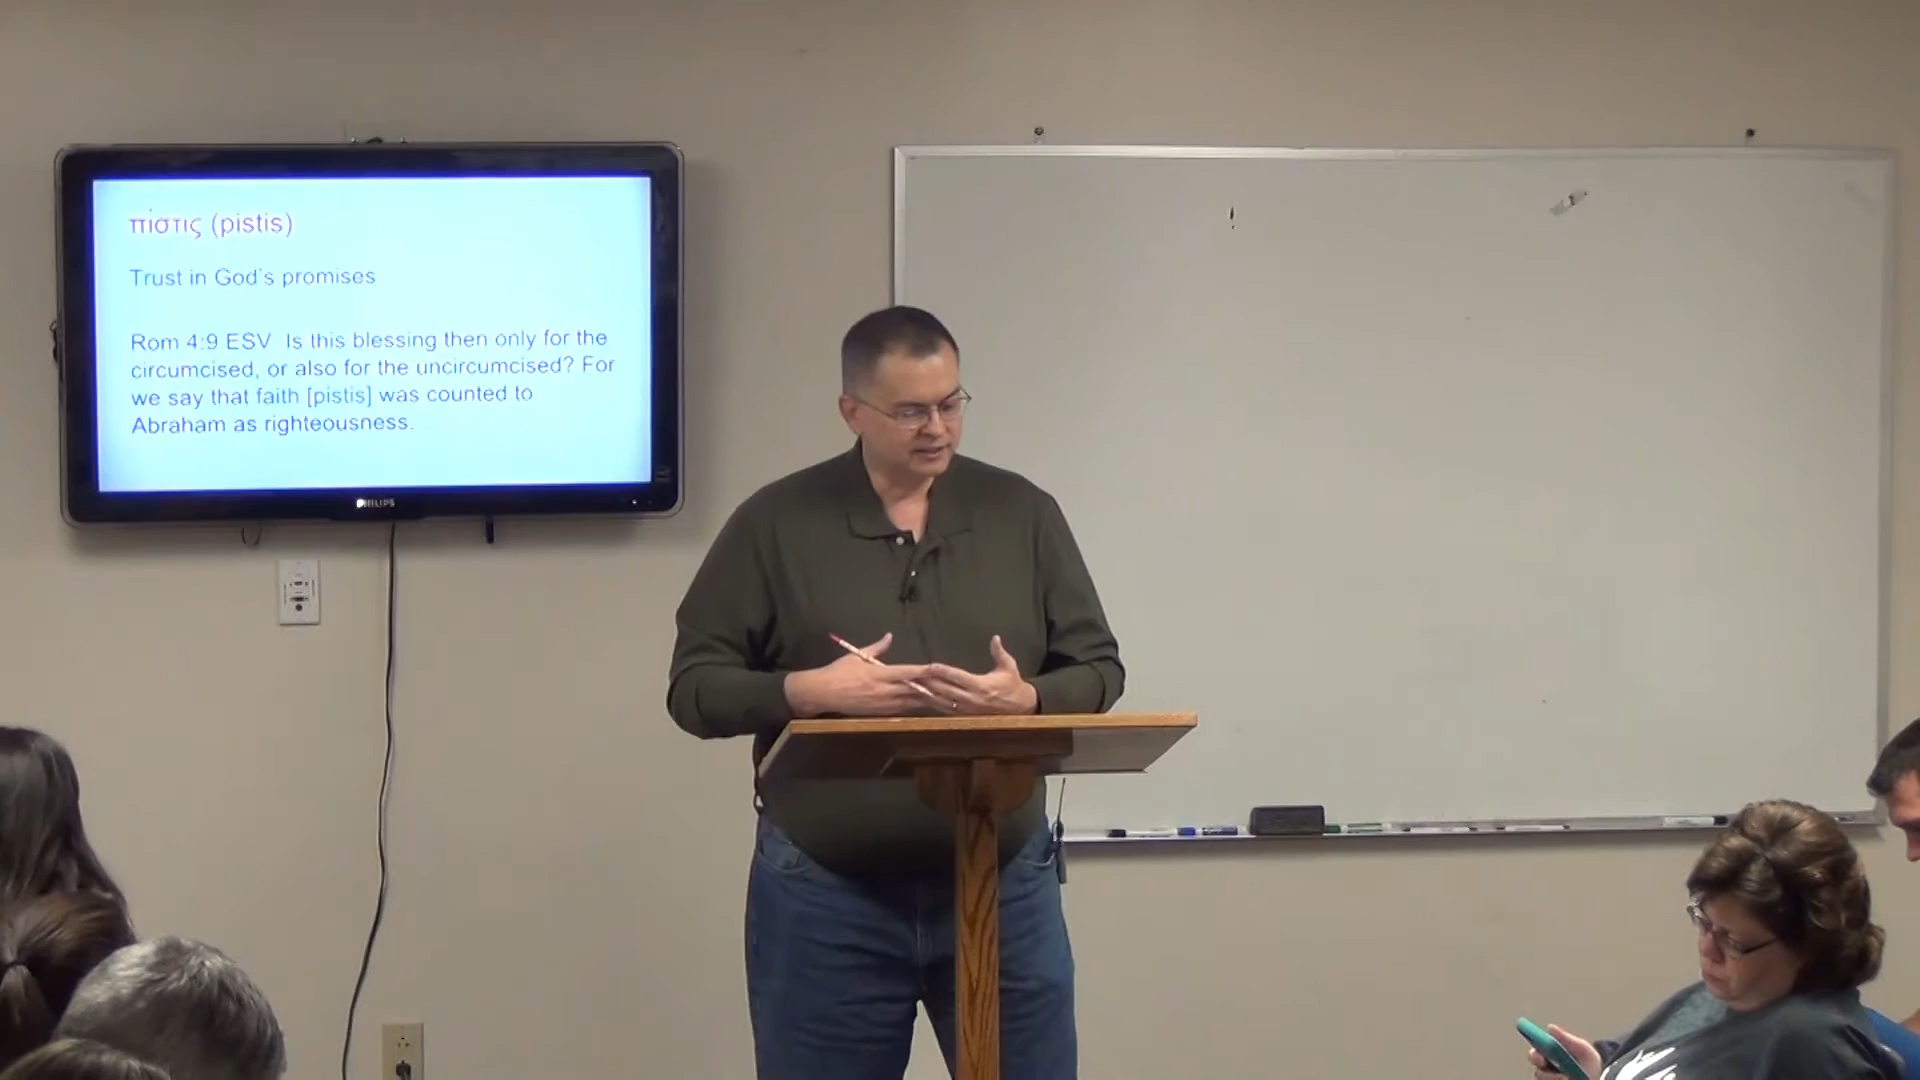 πίστις (pistis)
Trust in God's promises
Rom 4:9 ESV  Is this blessing then only for the
circumcised, or also for the uncircumcised? For
we say that faith [pistis] was counted to
Abraham as righteousness.
PHILIPS